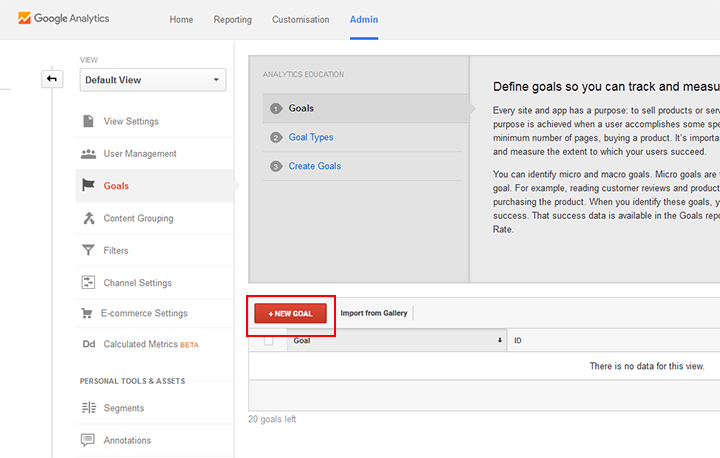 Google Analytics
Home Reporting Customisation Admin
VIEW
Default View
View Settings
User Management
Goals
Content Grouping
Filters
Channel Settings
E-commerce Settings
Dd Calculated Metrics BETA
PERSONAL TOOLS & ASSETS
Segments
Annotations
ANALYTICS EDUCATION
1 Goals
2 Goal Types
3 Create Goals
Define goals so you can track and measu
Every site and app has a purpose: to sell products or serv
purpose is achieved when a user accomplishes some spe
minimum number of pages, buying a product. It's importa
and measure the extent to which your users succeed.
You can identify micro and macro goals. Micro goals are
goal. For example, reading customer reviews and product
purchasing the product. When you identify these goals, y
success. That success data is available in the Goals repo
Rate.
+ NEW GOAL Import from Gallery
Goal ID
There is no data for this view.
20 goals left